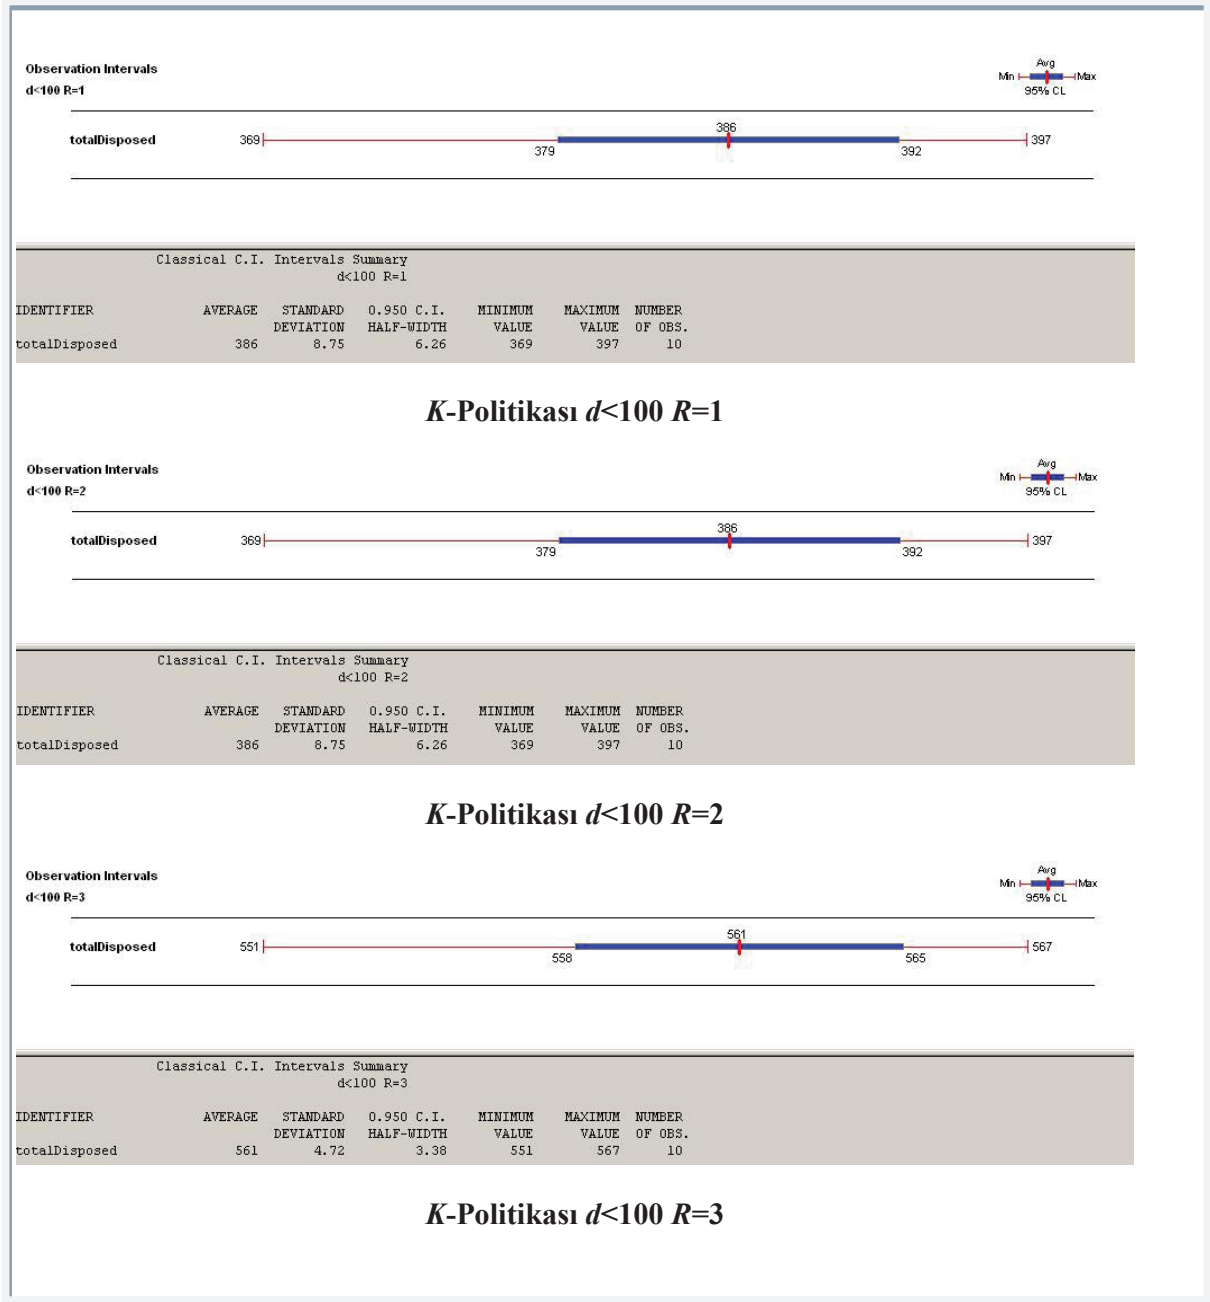 Observation Intervals
d<100 R=1
Avg
Min Max
95% CL
386
totalDisposed 369 397
379 392
Classical C.I. Intervals Summary
d<100 R=1
IDENTIFIER AVERAGE STANDARD 0.950 C.I. MINIMUM MAXIMUM NUMBER
DEVIATION HALF-WIDTH VALUE VALUE OF OBS.
totalDisposed 386 8.75 6.26 369 397 10
K-Politikası d<100 R=1
Observation Intervals
d<100 R=2
Avg
Min Max
95% CL
386
totalDisposed 369 397
379 392
Classical C.I. Intervals Summary
d<100 R=2
IDENTIFIER AVERAGE STANDARD 0.950 C.I. MINIMUM MAXIMUM NUMBER
DEVIATION HALF-WIDTH VALUE VALUE OF OBS.
totalDisposed 386 8.75 6.26 369 397 10
K-Politikası d<100 R=2
Observation Intervals
d<100 R=3
Avg
Min Max
95% CL
561
totalDisposed 551 567
558 565
Classical C.I. Intervals Summary
d<100 R=3
IDENTIFIER AVERAGE STANDARD 0.950 C.I. MINIMUM MAXIMUM NUMBER
DEVIATION HALF-WIDTH VALUE VALUE OF OBS.
totalDisposed 561 4.72 3.38 551 567 10
K-Politikası d<100 R=3